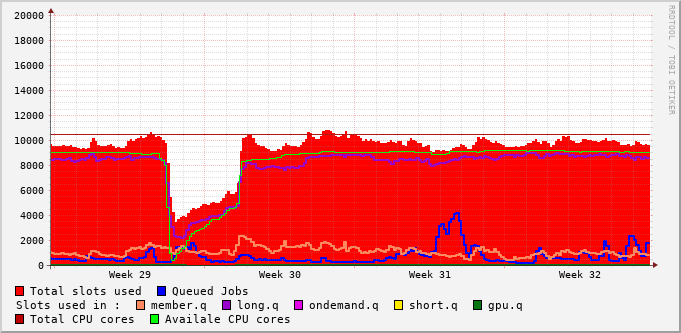 20000
18000
16000
14000
12000
10000
8000
6000
4000
2000
0
Week 29 Week 30 Week 31 Week 32
Total slots used Queued Jobs
Slots used in : member.q long.q ondemand.q short.q gpu.q
Total CPU cores Availale CPU cores
RRDTOOL / TOBI OETIKER